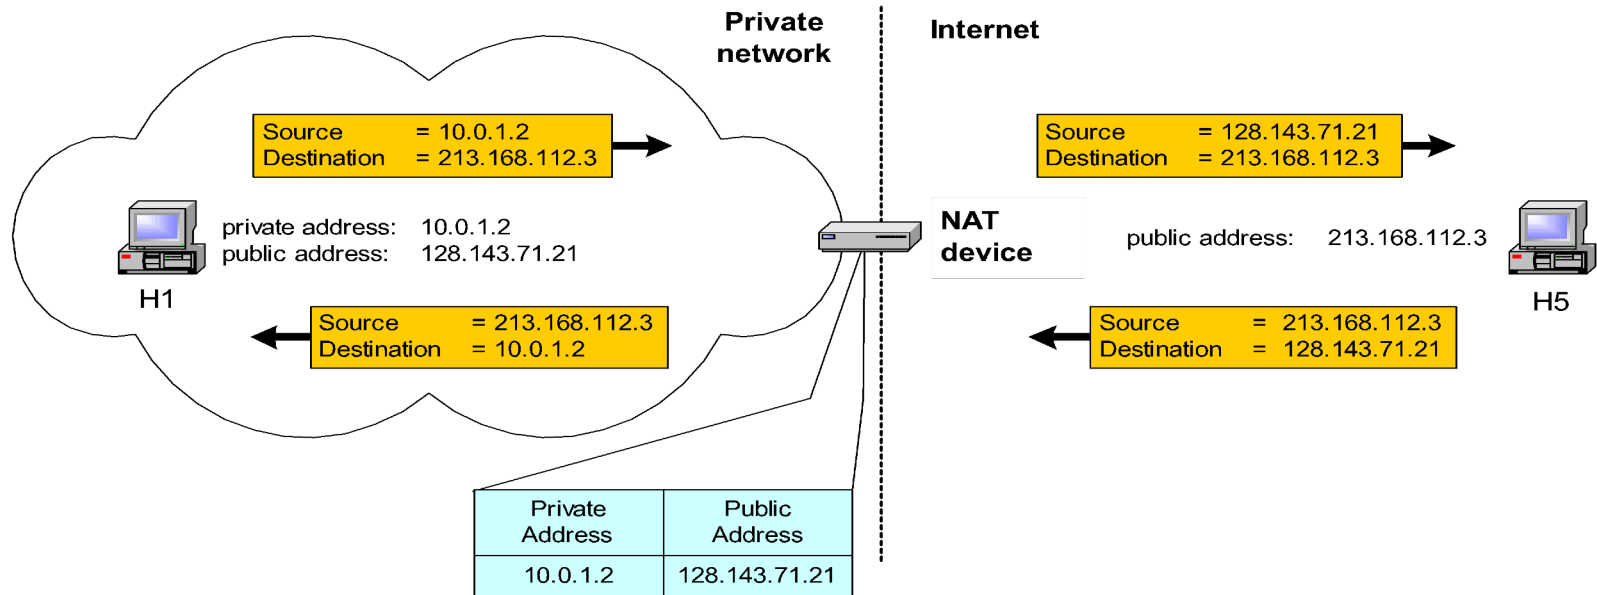 Private
network
Internet
Source = 10.0.1.2
Destination = 213.168.112.3
Source = 128.143.71.21
Destination = 213.168.112.3
private address: 10.0.1.2
public address: 128.143.71.21
H1
NAT
device
public address: 213.168.112.3
H5
Source = 213.168.112.3
Destination = 10.0.1.2
Source = 213.168.112.3
Destination = 128.143.71.21
Private
Address
Public
Address
10.0.1.2
128.143.71.21